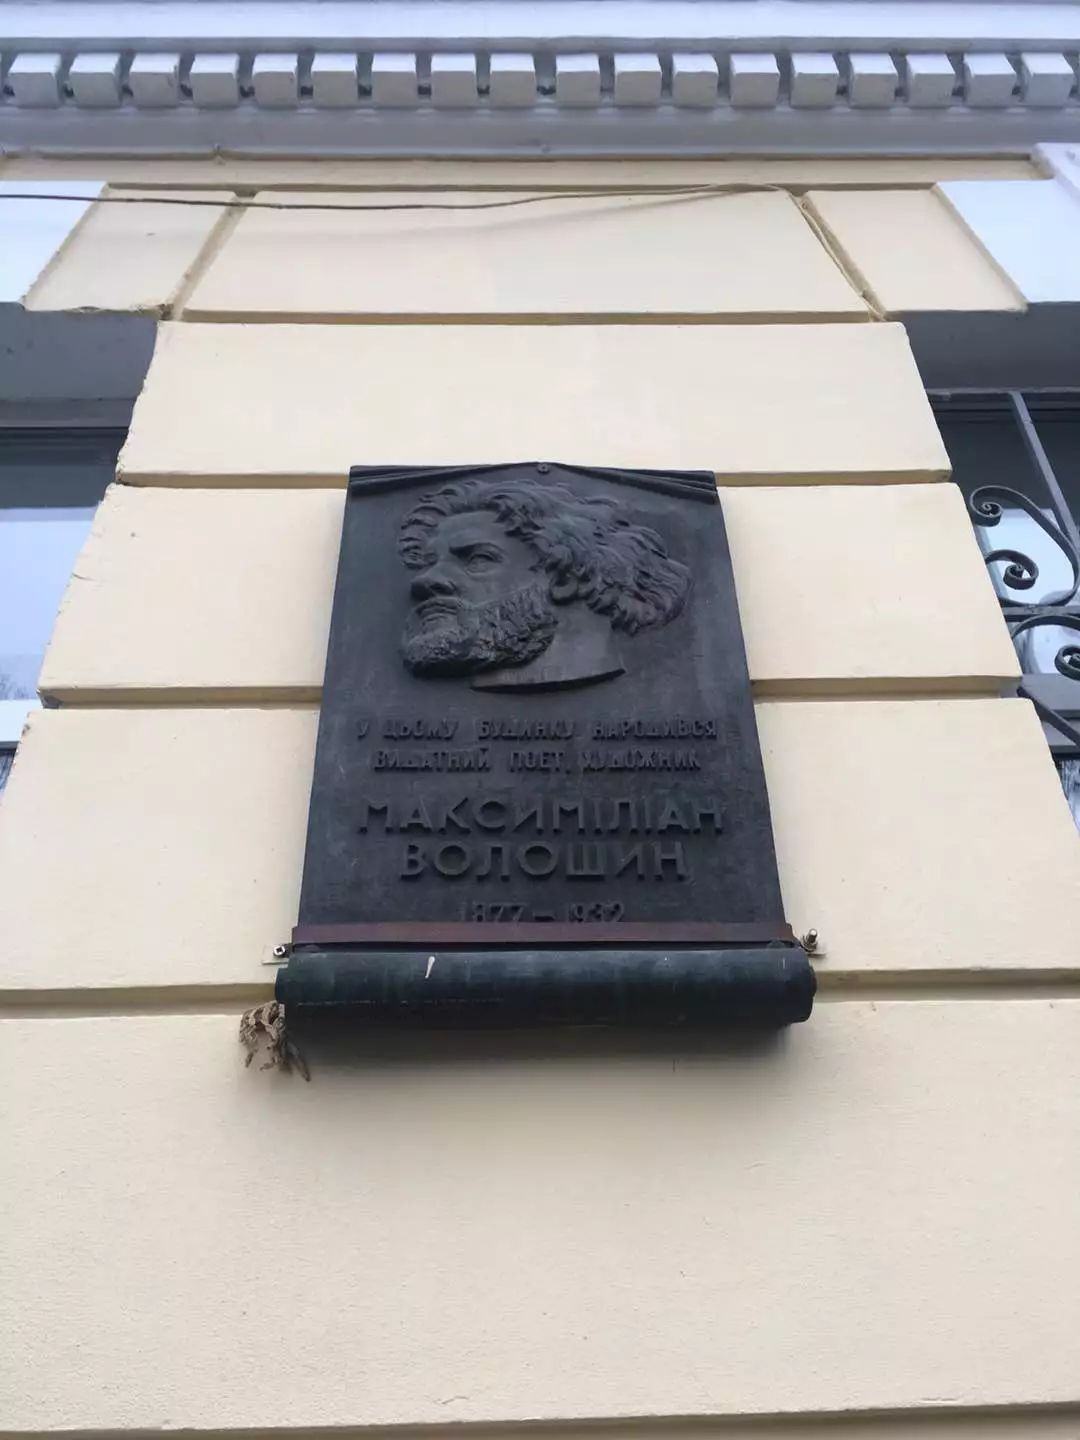 У ЦЬОМУ БУДИНКУ НАРОДИВСЯ
ВИДАТНИЙ ПОЕТ, ХУДОЖНИК
МАКСИМІЛІАН
ВОЛОШИН
1877 – 1932